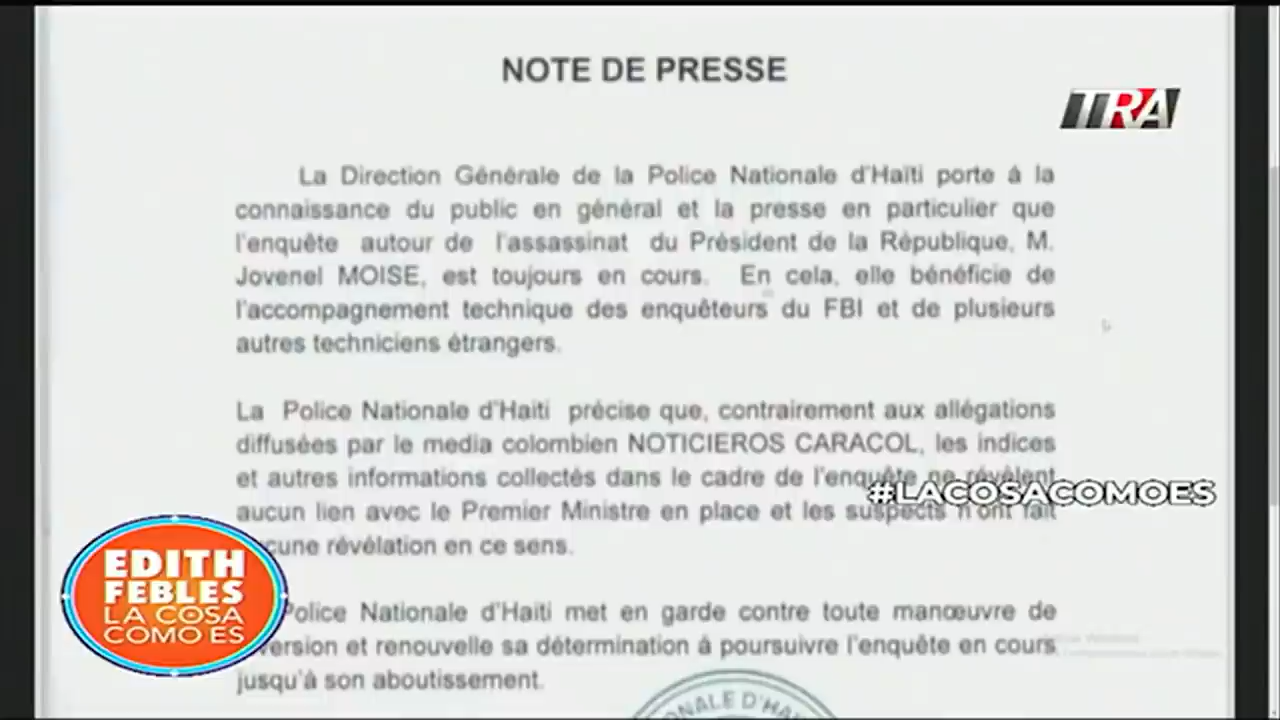 NOTE DE PRESSE
TRA
La Direction Générale de la Police Nationale d'Haïti porte á la
connaissance du public en général et la presse en particulier que
l'enquête autour de l'assassinat du Président de la République, M.
Jovenel MOISE, est toujours en cours. En cela, elle bénéficie de
l'accompagnement technique des enquêteurs du FBI et de plusieurs
autres techniciens étrangers.
La Police Nationale d'Haiti précise que, contrairement aux allégations
diffusées par le media colombien NOTICIEROS CARACOL, les indices
et autres informations collectés dans le cadre de l'enquête ne révèlent
#LACOSACOMOES
aucun lien avec le Premier Ministre en place et les suspects n'ont fait
cune révélation en ce sens.
Police Nationale d'Haiti met en garde contre toute manœuvre de
version et renouvelle sa détermination á poursuivre l'enquête en cours
jusqu'à son aboutissement.
EDITH
FEBLES
LA COSA
COMO ES
ONALE D'HAI